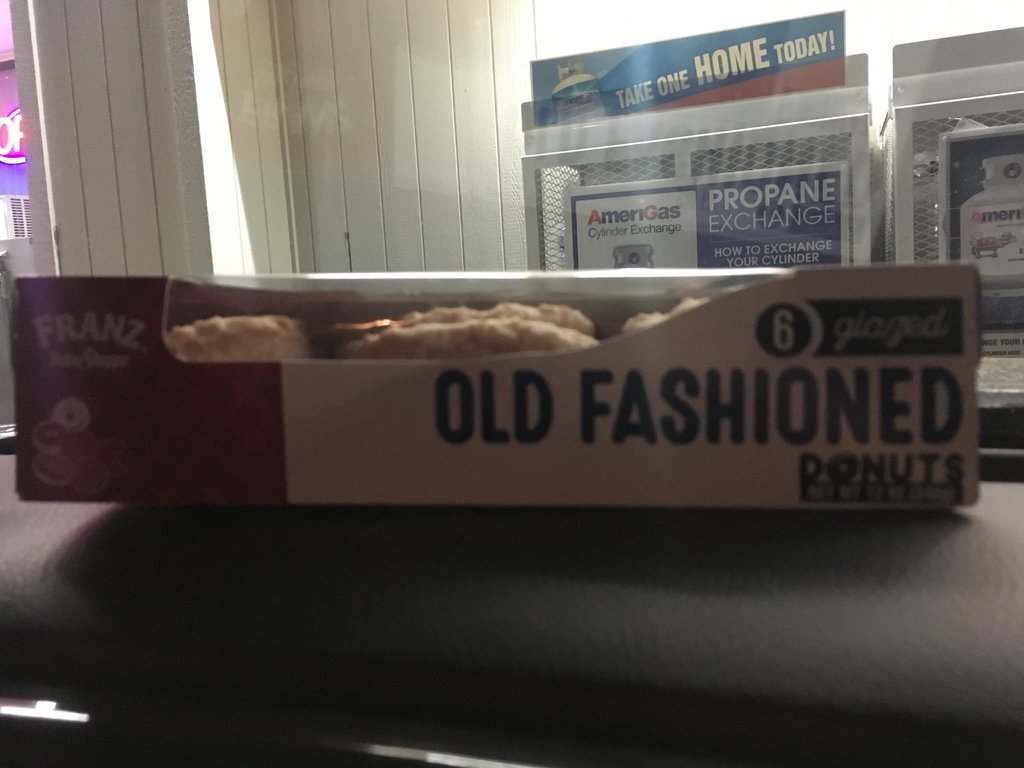 TAKE ONE HOME TODAY!
AmeriGas
Cylinder Exchange
PROPANE
EXCHANGE
HOW TO EXCHANGE
YOUR CYLINDER
FRANZ
6 glazed
OLD FASHIONED
DONUTS